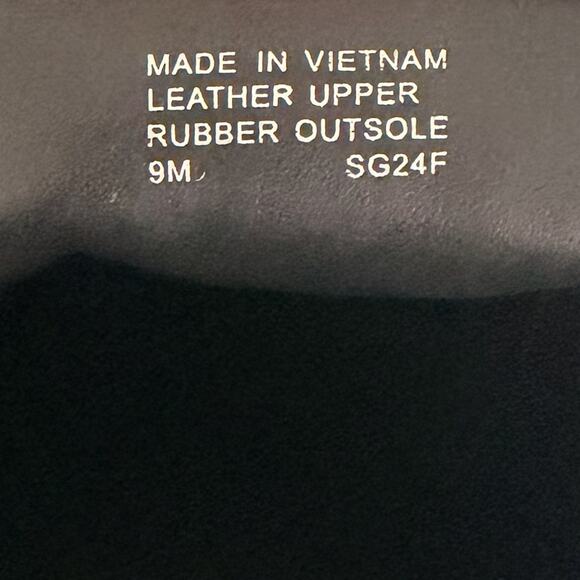 MADE IN VIETNAM
LEATHER UPPER
RUBBER OUTSOLE
9M SG24F